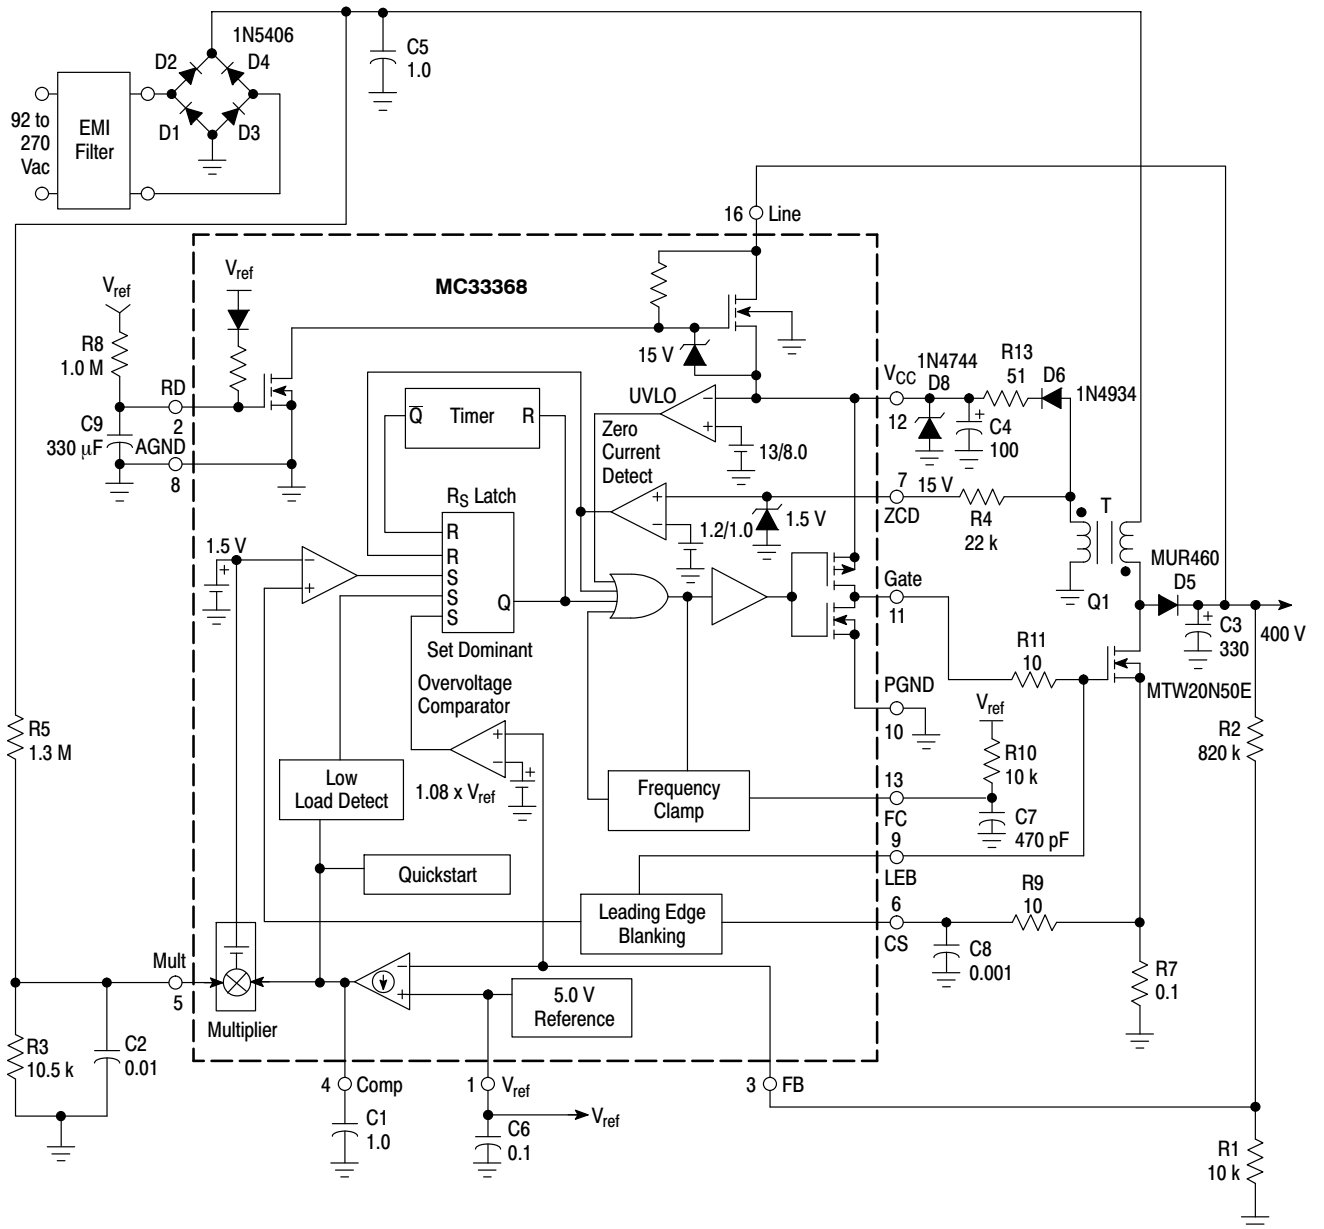 1N5406
D2
D4
D1
D3
92 to
270
Vac
EMI
Filter
C5
1.0
16
Line
MC33368
Vref
Vref
R8
1.0 M
RD
2
C9
330 μF
AGND
8
15 V
UVLO
13/8.0
VCC
12
1N4744
D8
R13
51
D6
1N4934
C4
100
Q̅
Timer
R
Zero
Current
Detect
7
15 V
ZCD
R4
22 k
T
1.2/1.0
1.5 V
RS Latch
R
R
S
S
S
Q
Set Dominant
1.5 V
Gate
11
MUR460
D5
Q1
C3
330
400 V
R11
10
MTW20N50E
PGND
10
Overvoltage
Comparator
1.08 x Vref
R5
1.3 M
Low
Load Detect
Frequency
Clamp
Vref
R10
10 k
13
FC
C7
470 pF
R2
820 k
9
LEB
Quickstart
Leading Edge
Blanking
6
CS
R9
10
C8
0.001
R7
0.1
Mult
5
Multiplier
5.0 V
Reference
R3
10.5 k
C2
0.01
4
Comp
C1
1.0
1
Vref
Vref
C6
0.1
3
FB
R1
10 k